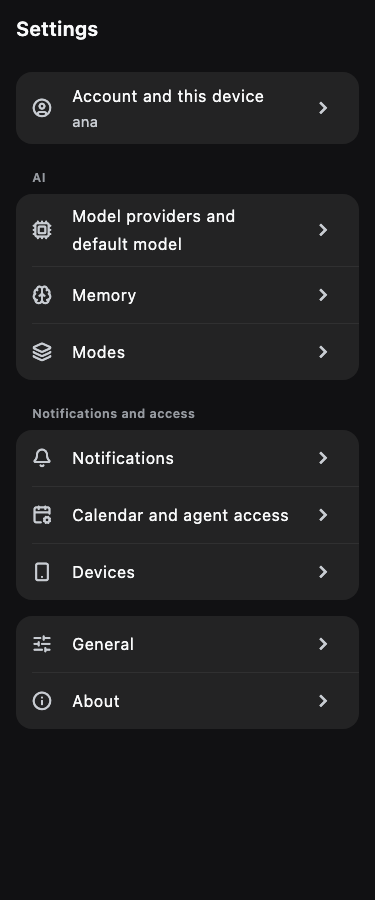 Settings
Account and this device
ana
AI
Model providers and
default model
Memory
Modes
Notifications and access
Notifications
Calendar and agent access
Devices
General
About